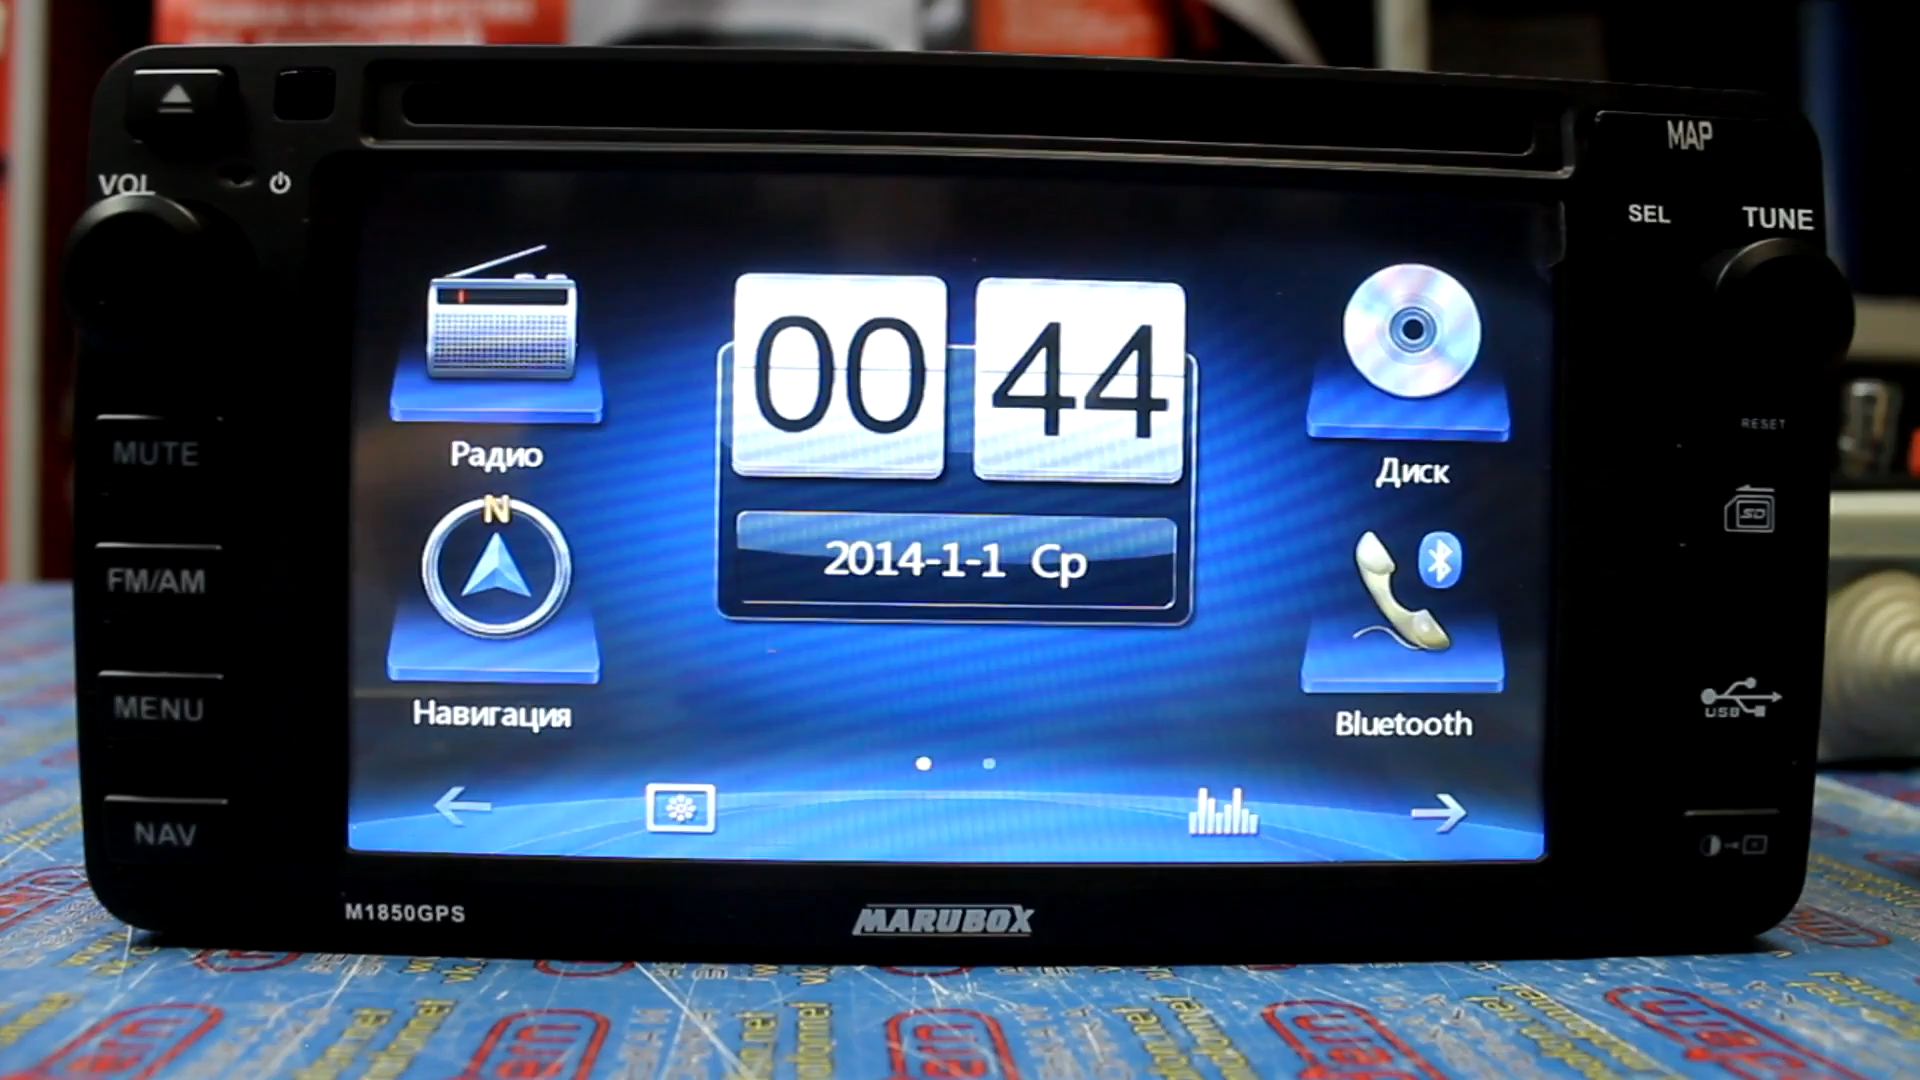 MAP
VOL
SEL
TUNE
00 44
MUTE
Радио
Диск
RESET
N
SD
2014-1-1 Ср
FM/AM
MENU
Навигация
Bluetooth
USB
NAV
M1850GPS
MARUBOX